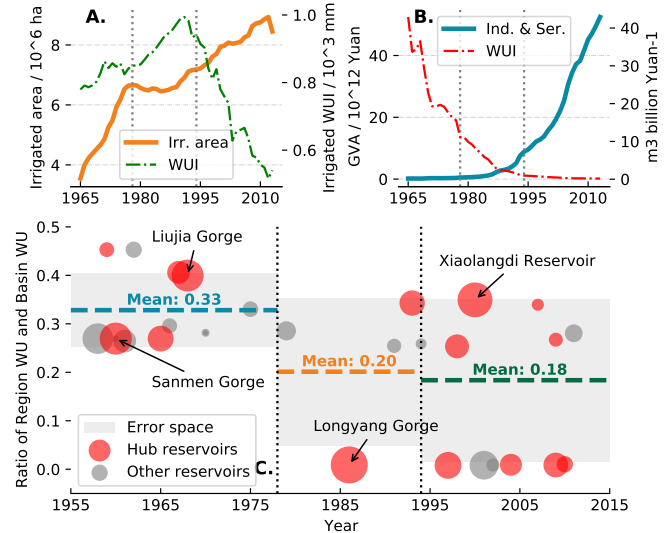 A.
Irrigated area / 10^6 ha
8
6
4
1965
1980
1995
2010
1.0
0.8
0.6
Irrigated WUI / 10^3 mm
Irr. area
WUI
B.
GVA / 10^12 Yuan
40
20
0
1965
1980
1995
2010
40
30
20
10
0
m3 billion Yuan-1
Ind. & Ser.
WUI
C.
Ratio of Region WU and Basin WU
0.5
0.4
0.3
0.2
0.1
0.0
Liujia Gorge
Xiaolangdi Reservoir
Mean: 0.33
Mean: 0.20
Mean: 0.18
Sanmen Gorge
Longyang Gorge
Error space
Hub reservoirs
Other reservoirs
1955
1965
1975
1985
1995
2005
2015
Year